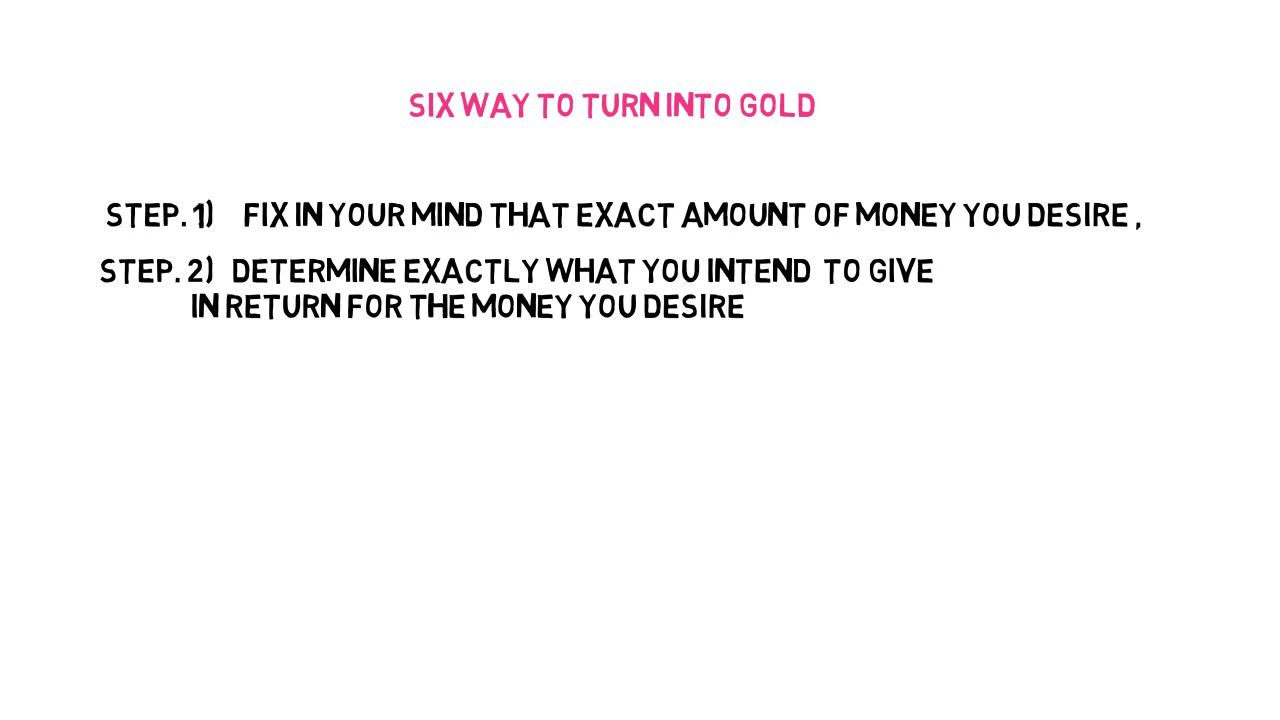 SIX WAY TO TURN INTO GOLD
STEP. 1) FIX IN YOUR MIND THAT EXACT AMOUNT OF MONEY YOU DESIRE ,
STEP. 2) DETERMINE EXACTLY WHAT YOU INTEND TO GIVE
IN RETURN FOR THE MONEY YOU DESIRE